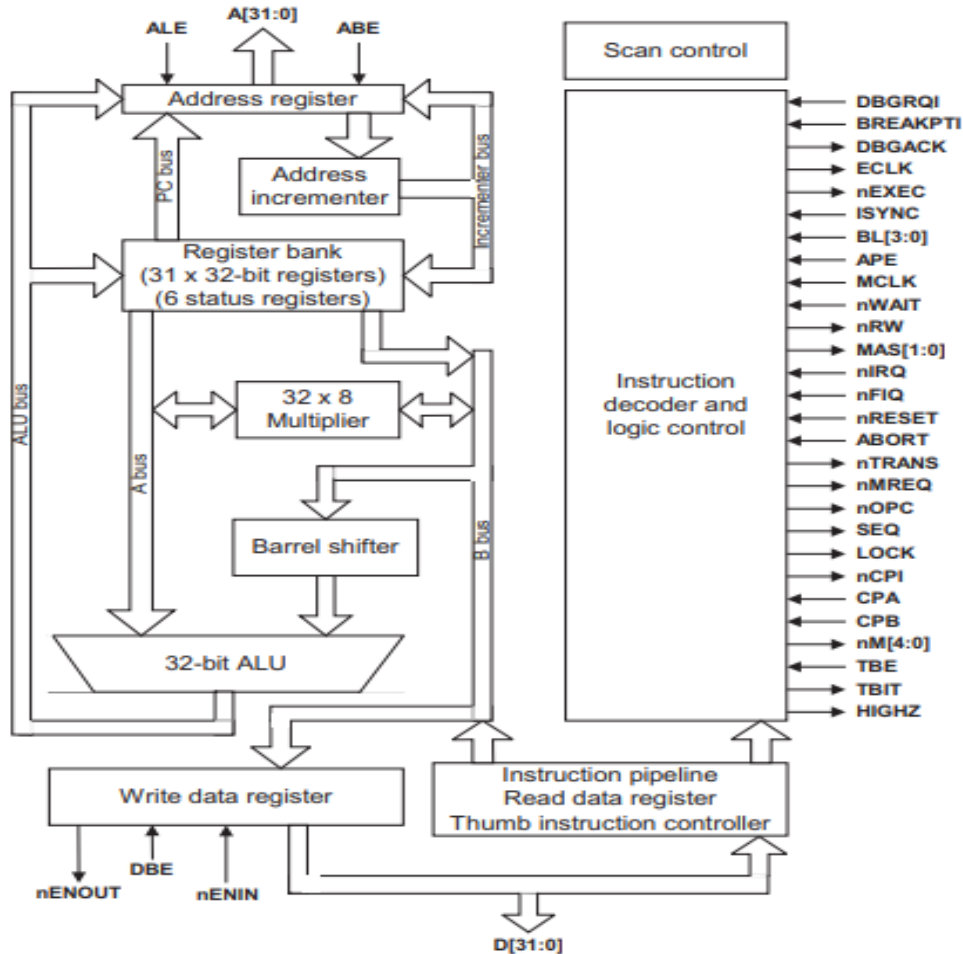 A[31:0]
ALE
ABE
Scan control
Address register
DBGRQI
BREAKPTI
DBGACK
ECLK
nEXEC
ISYNC
BL[3:0]
APE
MCLK
nWAIT
nRW
MAS[1:0]
nIRQ
nFIQ
nRESET
ABORT
nTRANS
nMREQ
nOPC
SEQ
LOCK
nCPI
CPA
CPB
nM[4:0]
TBE
TBIT
HIGHZ
PC bus
Address
incrementer
Incrementer bus
Register bank
(31 x 32-bit registers)
(6 status registers)
Instruction
decoder and
logic control
ALU bus
A bus
32 x 8
Multiplier
B bus
Barrel shifter
32-bit ALU
Write data register
Instruction pipeline
Read data register
Thumb instruction controller
nENOUT
DBE
nENIN
D[31:0]